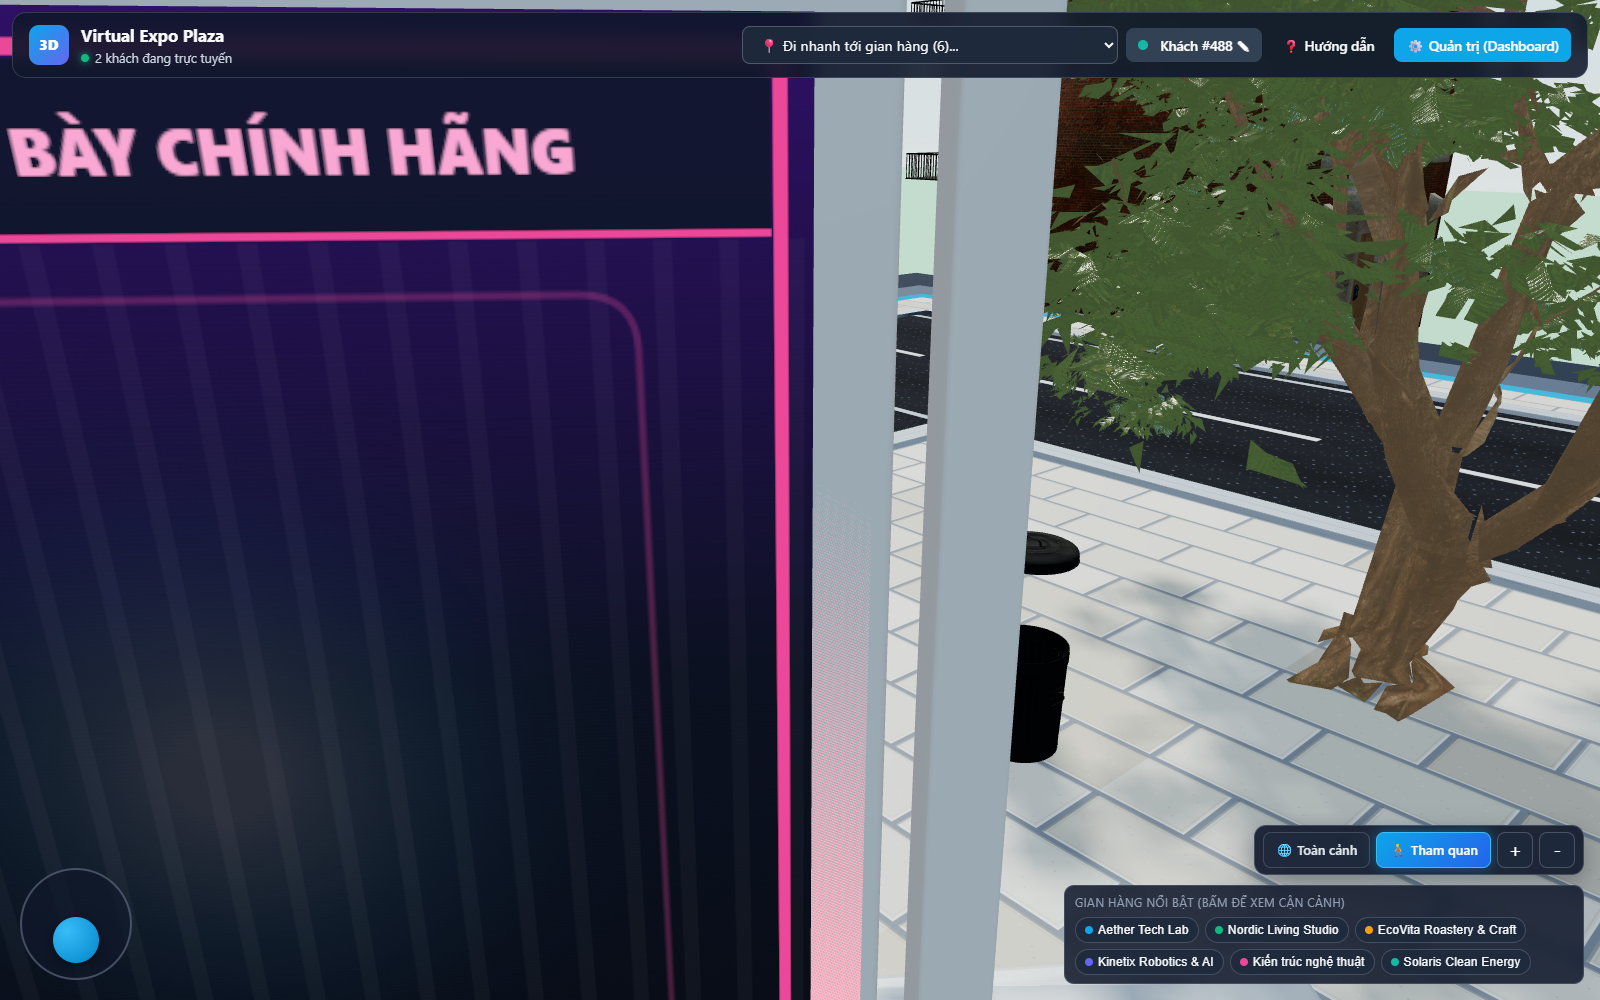 3D
Virtual Expo Plaza
2 khách đang trực tuyến
Đi nhanh tới gian hàng (6)...
Khách #488
Hướng dẫn
Quản trị (Dashboard)
BÀY CHÍNH HÃNG
Toàn cảnh
Tham quan
+
-
GIAN HÀNG NỔI BẬT (BẤM ĐỂ XEM CẬN CẢNH)
Aether Tech Lab
Nordic Living Studio
EcoVita Roastery & Craft
Kinetix Robotics & AI
Kiến trúc nghệ thuật
Solaris Clean Energy